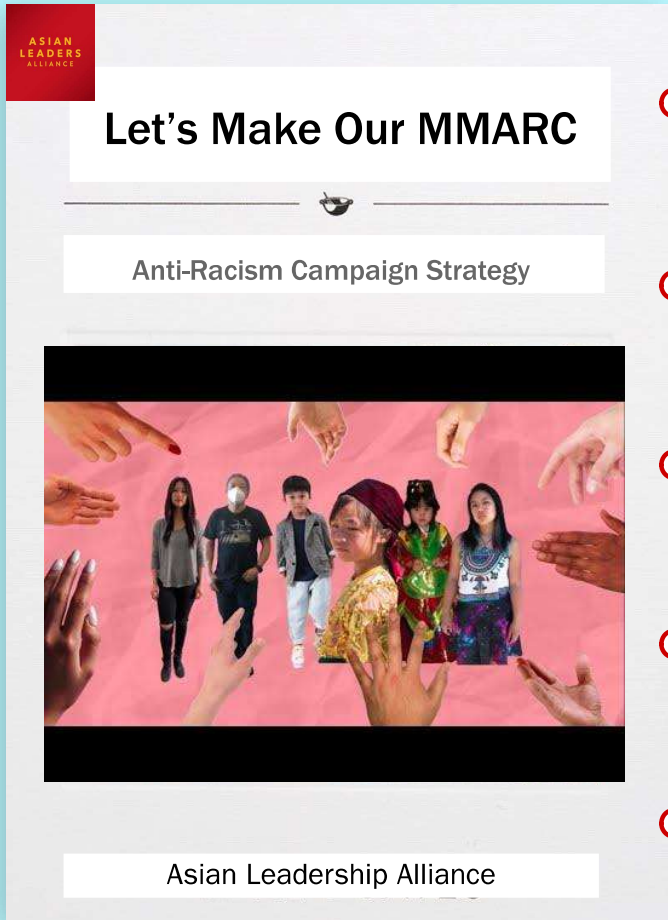 ASIAN
LEADERS
ALLIANCE
Let's Make Our MMARC
Anti-Racism Campaign Strategy
Asian Leadership Alliance